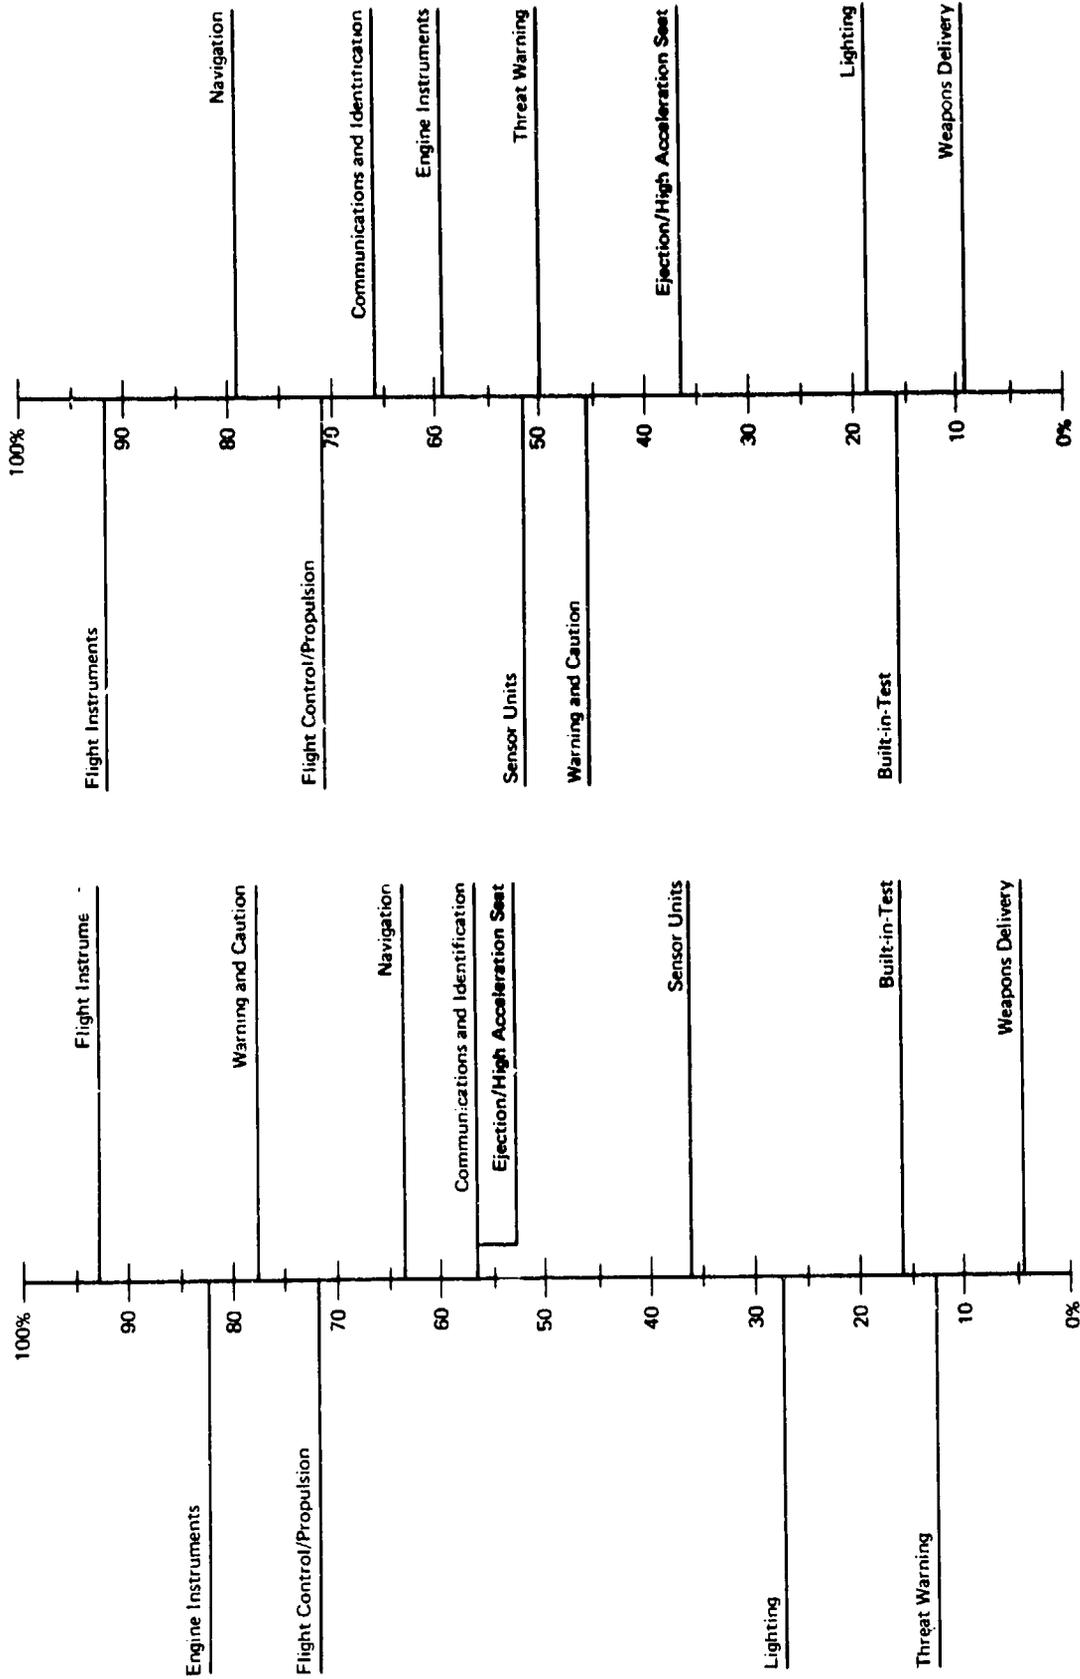 100%
Flight Instrume
90
Engine Instruments
80
Warning and Caution
Flight Control/Propulsion
70
Navigation
60
Communications and Identification
Ejection/High Acceleration Seat
50
40
Sensor Units
30
Lighting
20
Built-in-Test
Threat Warning
10
Weapons Delivery
0%
100%
Flight Instruments
90
Navigation
80
Flight Control/Propulsion
70
Communications and Identification
Engine Instruments
60
Sensor Units
Threat Warning
50
Warning and Caution
40
Ejection/High Acceleration Seat
30
Lighting
20
Built-in-Test
Weapons Delivery
10
0%